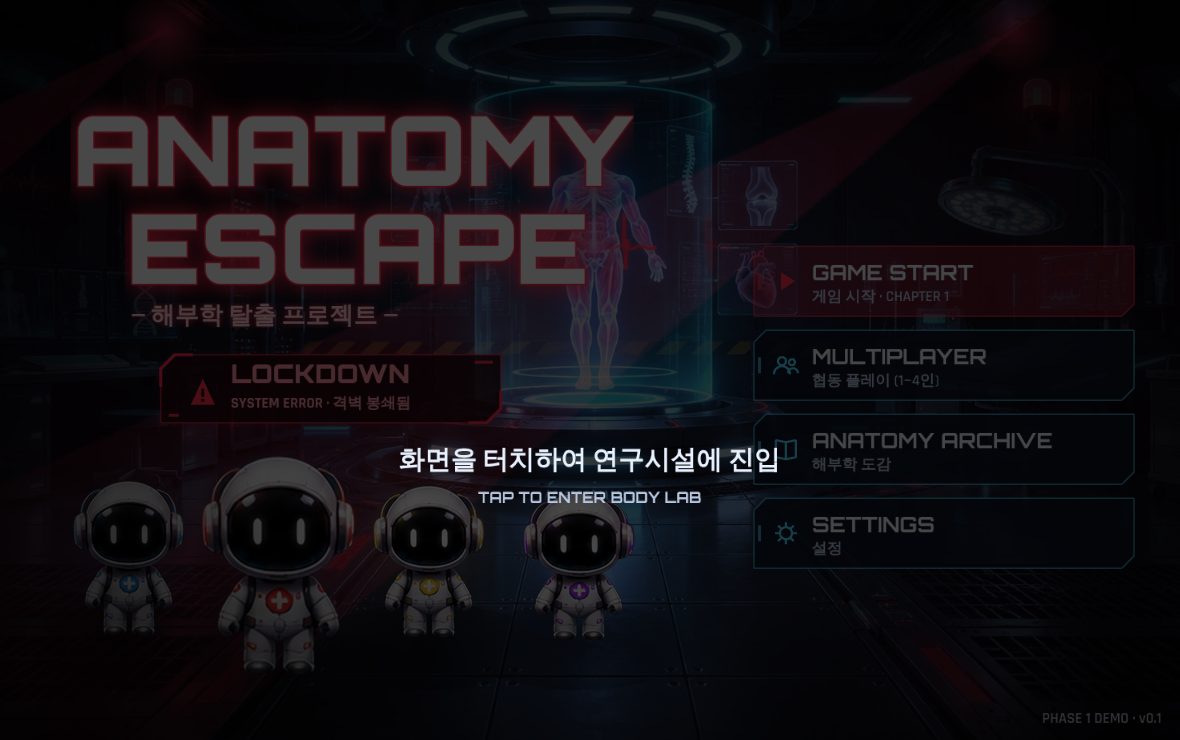 ANATOMY
ESCAPE
– 해부학 탈출 프로젝트 –
LOCKDOWN
SYSTEM ERROR · 격벽 봉쇄됨
GAME START
게임 시작 · CHAPTER 1
MULTIPLAYER
협동 플레이 (1~4인)
ANATOMY ARCHIVE
해부학 도감
SETTINGS
설정
화면을 터치하여 연구시설에 진입
TAP TO ENTER BODY LAB
PHASE 1 DEMO · v0.1